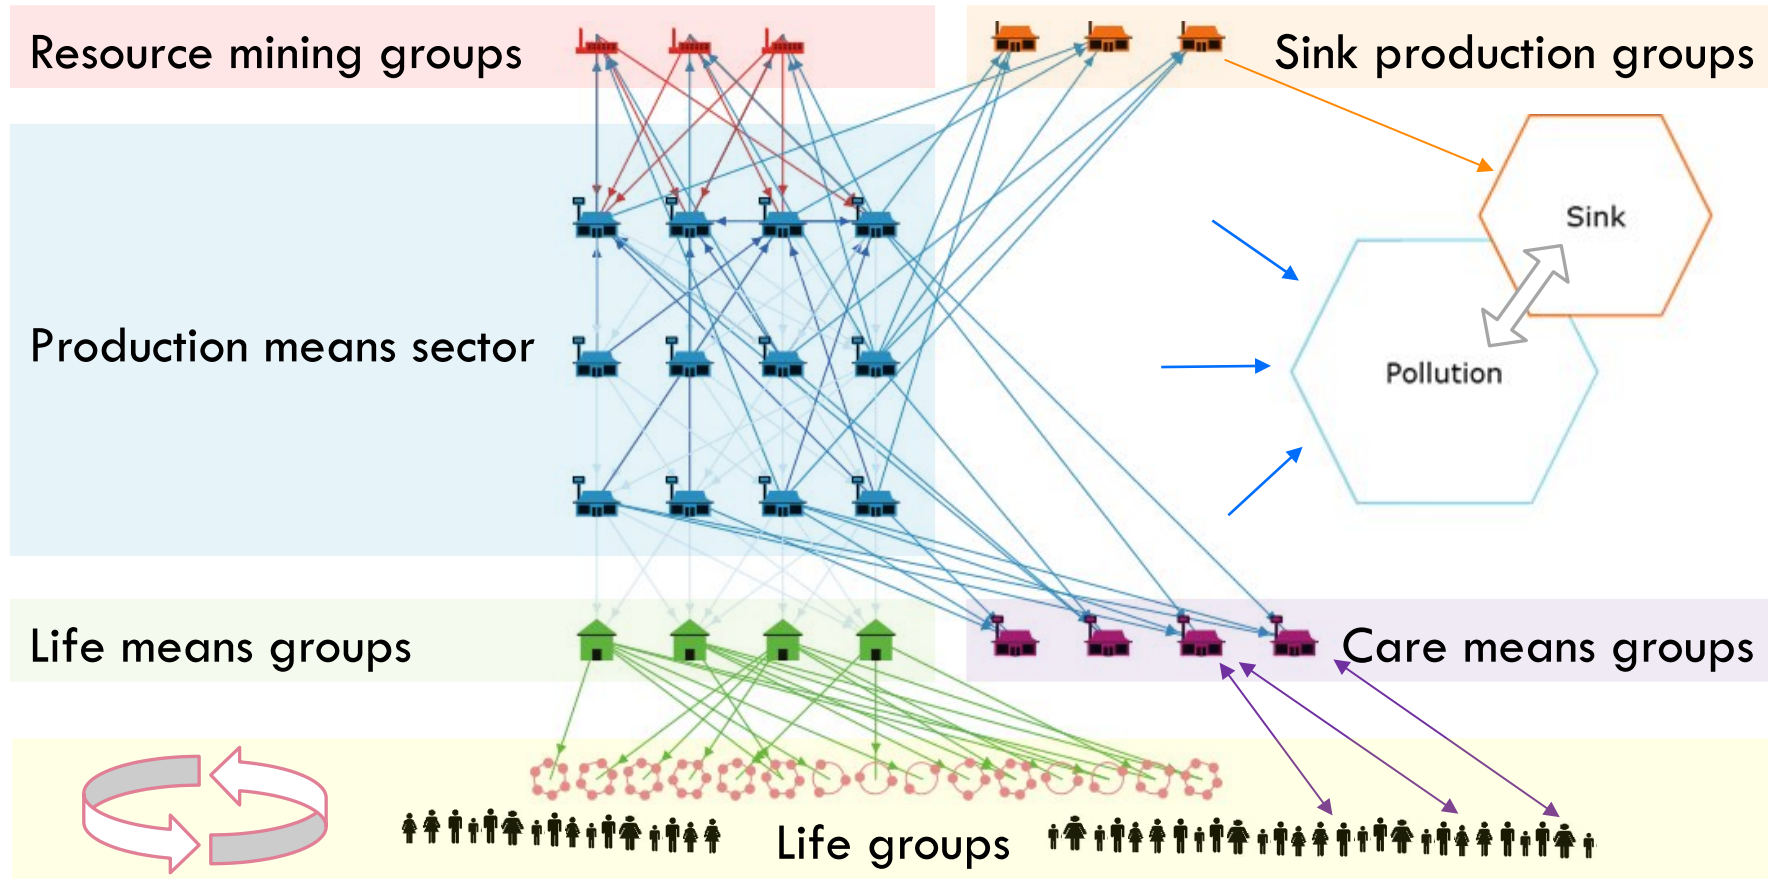 Resource mining groups
Sink production groups
Sink
Production means sector
Pollution
Life means groups
Care means groups
Life groups